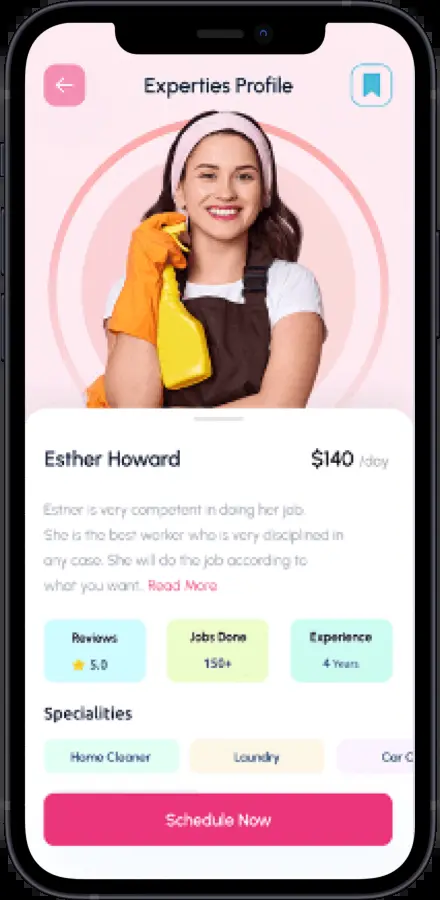 Experties Profile
Esther Howard
$140 /day
Esther is very competent in doing her job.
She is the best worker who is very disciplined in
any case. She will do the job according to
what you want. Read More
Reviews
Jobs Done
Experience
5.0
150+
4 Years
Specialities
Home Cleaner
Laundry
Car C
Schedule Now